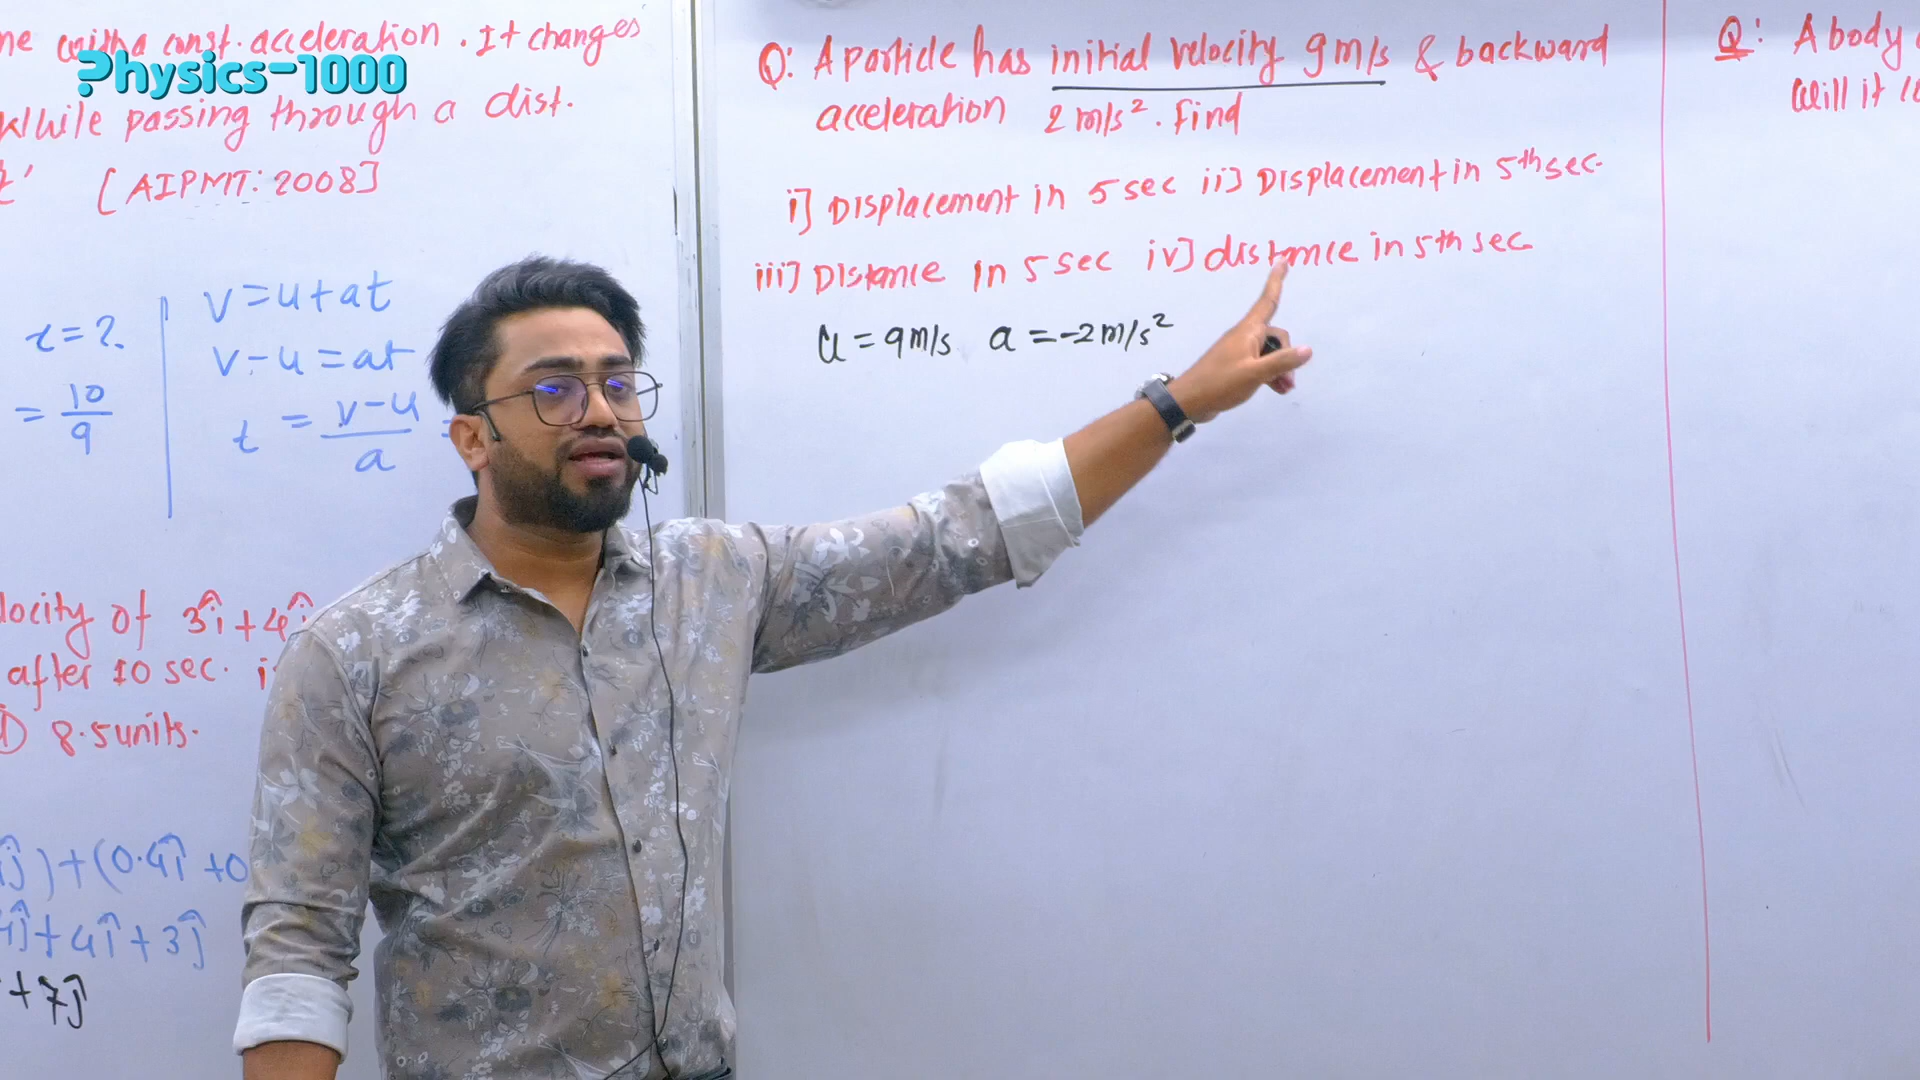 me with a const. acceleration . It changes
Physics-1000
while passing through a dist.
[AIPMT: 2008]
t = ?
= 10/9
v = u + at
v - u = at
t = v-u/a =
locity of 3î + 4ĵ
after 10 sec. i
8.5 units.
ĵ) + (0.4î + 0
ĵ + 4î + 3ĵ
+ 7ĵ
Q: A particle has initial velocity 9 m/s & backward
acceleration 2 m/s². Find
i] Displacement in 5 sec ii] Displacement in 5th sec.
iii] Distance in 5 sec iv] distance in 5th sec
u = 9 m/s a = -2 m/s²
Q: A body
Will it